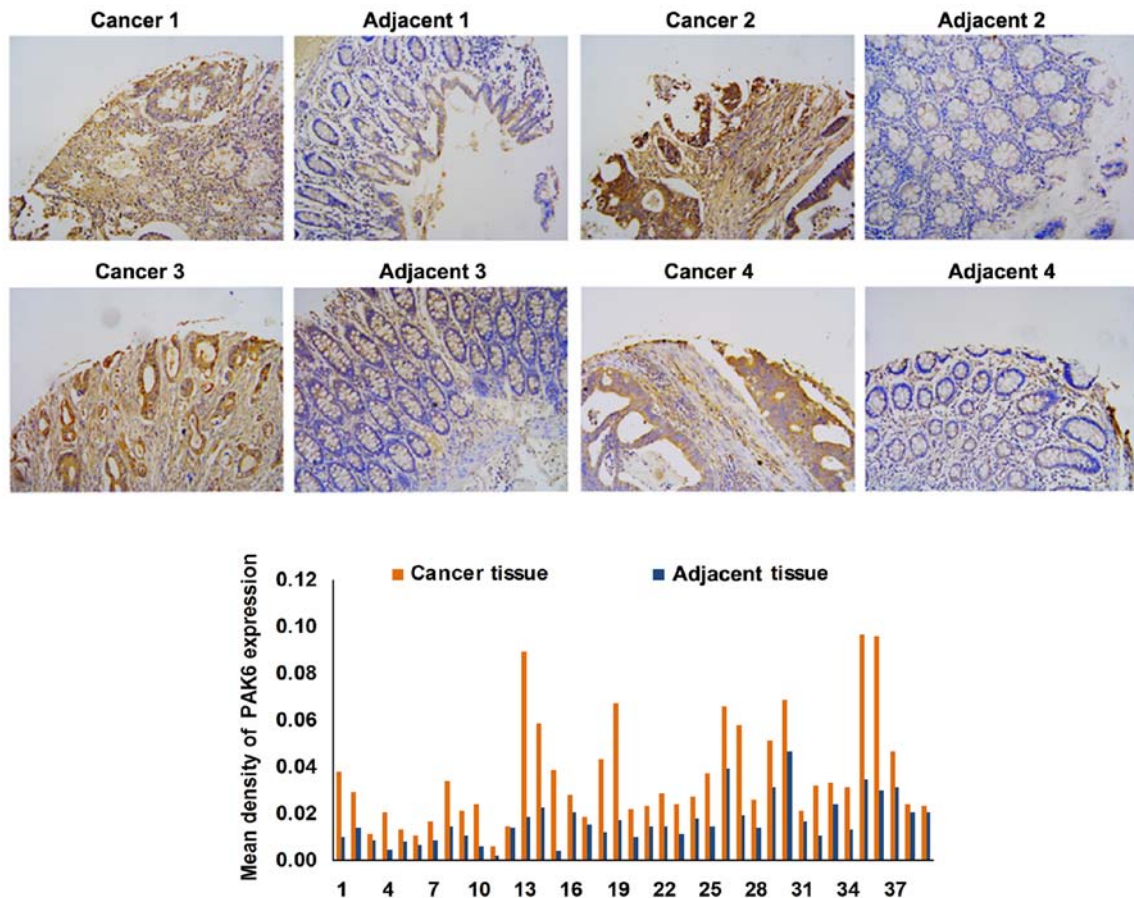 Cancer 1 Adjacent 1 Cancer 2 Adjacent 2
Cancer 3 Adjacent 3 Cancer 4 Adjacent 4
Mean density of PAK6 expression
Cancer tissue Adjacent tissue
0.12
0.10
0.08
0.06
0.04
0.02
0.00
1 4 7 10 13 16 19 22 25 28 31 34 37